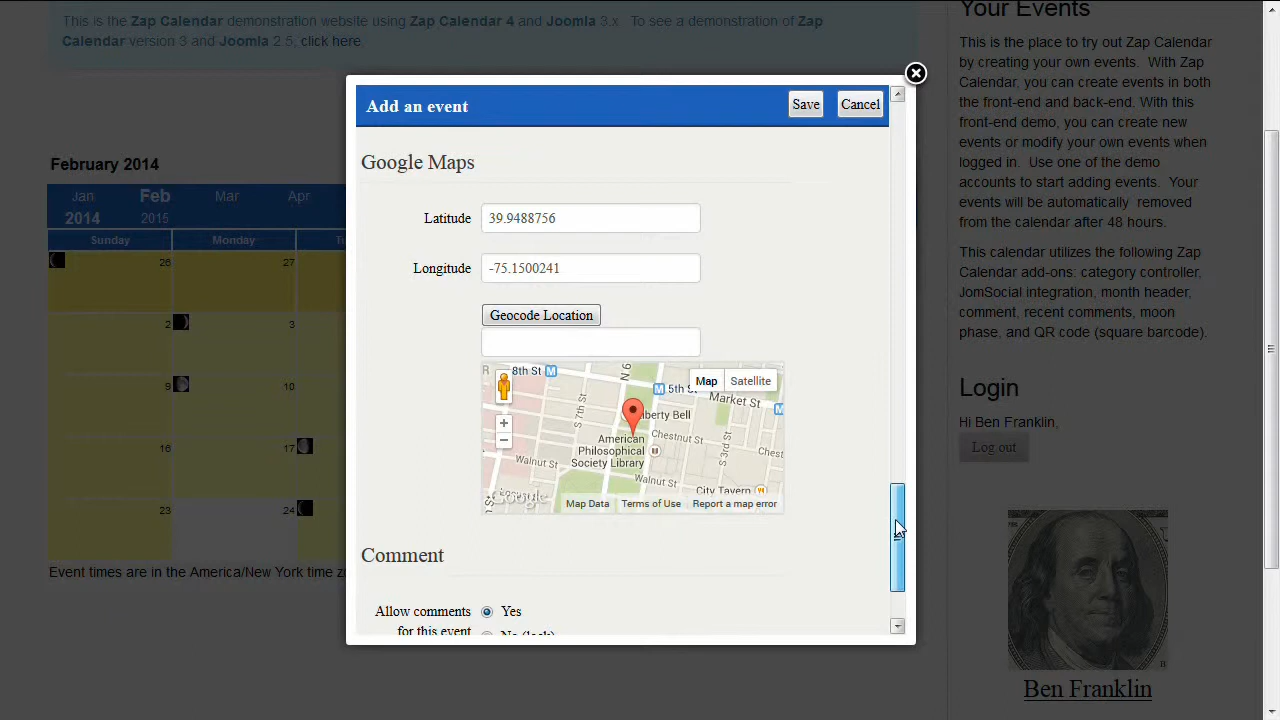 This is the Zap Calendar demonstration website using Zap Calendar 4 and Joomla 3.x To see a demonstration of Zap
Calendar version 3 and Joomla 2.5, click here.
February 2014
Jan Feb Mar Apr
2014 2015
Sunday Monday
26 27
2 3
9 10
16 17
23 24
Event times are in the America/New York time
Add an event
Save Cancel
Google Maps
Latitude 39.9488756
Longitude -75.1500241
Geocode Location
8th St
5th
N 6
Map Satellite
Market St
S 7th St
Liberty Bell
American
Philosophical
Society Library
Chestnut St
S 3rd St
Chestnut St
Walnut St
Walnut St
City Tavern
Google
Map Data Terms of Use Report a map error
Comment
Allow comments
for this event
Yes
No (lock)
Your Events
This is the place to try out Zap Calendar
by creating your own events. With Zap
Calendar, you can create events in both
the front-end and back-end. With this
front-end demo, you can create new
events or modify your own events when
logged in. Use one of the demo
accounts to start adding events. Your
events will be automatically removed
from the calendar after 48 hours.
This calendar utilizes the following Zap
Calendar add-ons: category controller,
JomSocial integration, month header,
comment, recent comments, moon
phase, and QR code (square barcode).
Login
Hi Ben Franklin,
Log out
Ben Franklin